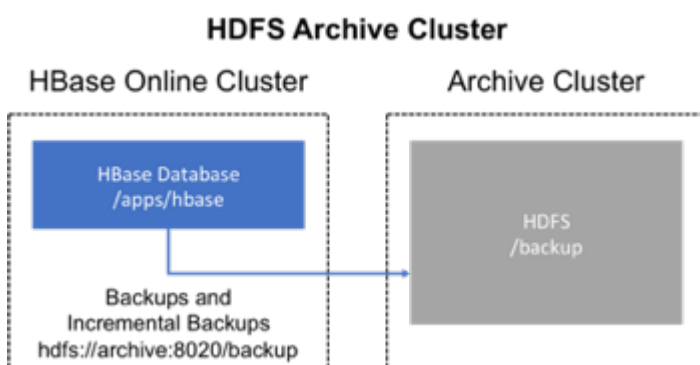 HDFS Archive Cluster
HBase Online Cluster
Archive Cluster
HBase Database
/apps/hbase
HDFS
/backup
Backups and
Incremental Backups
hdfs://archive:8020/backup